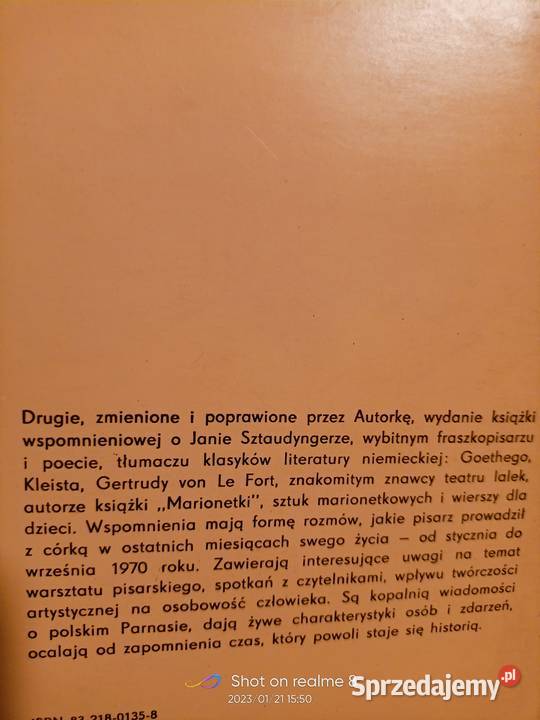 Drugie, zmienione i poprawione przez Autorkę, wydanie książki
wspomnieniowej o Janie Sztaudyngerze, wybitnym fraszkopisarzu
i poecie, tłumaczu klasyków literatury niemieckiej: Goethego,
Kleista, Gertrudy von Le Fort, znakomitym znawcy teatru lalek,
autorze książki ,,Marionetki", sztuk marionetkowych i wierszy dla
dzieci. Wspomnienia mają formę rozmów, jakie pisarz prowadził
z córką w ostatnich miesiącach swego życia – od stycznia do
września 1970 roku. Zawierają interesujące uwagi na temat
warsztatu pisarskiego, spotkań z czytelnikami, wpływu twórczości
artystycznej na osobowość człowieka. Są kopalnią wiadomości
o polskim Parnasie, dają żywe charakterystyki osób i zdarzeń,
ocalają od zapomnienia czas, który powoli staje się historią.
Shot on realme 8
2023/01/21 15:50
Sprzedajemy.pl
ISBN 83-218-0135-8